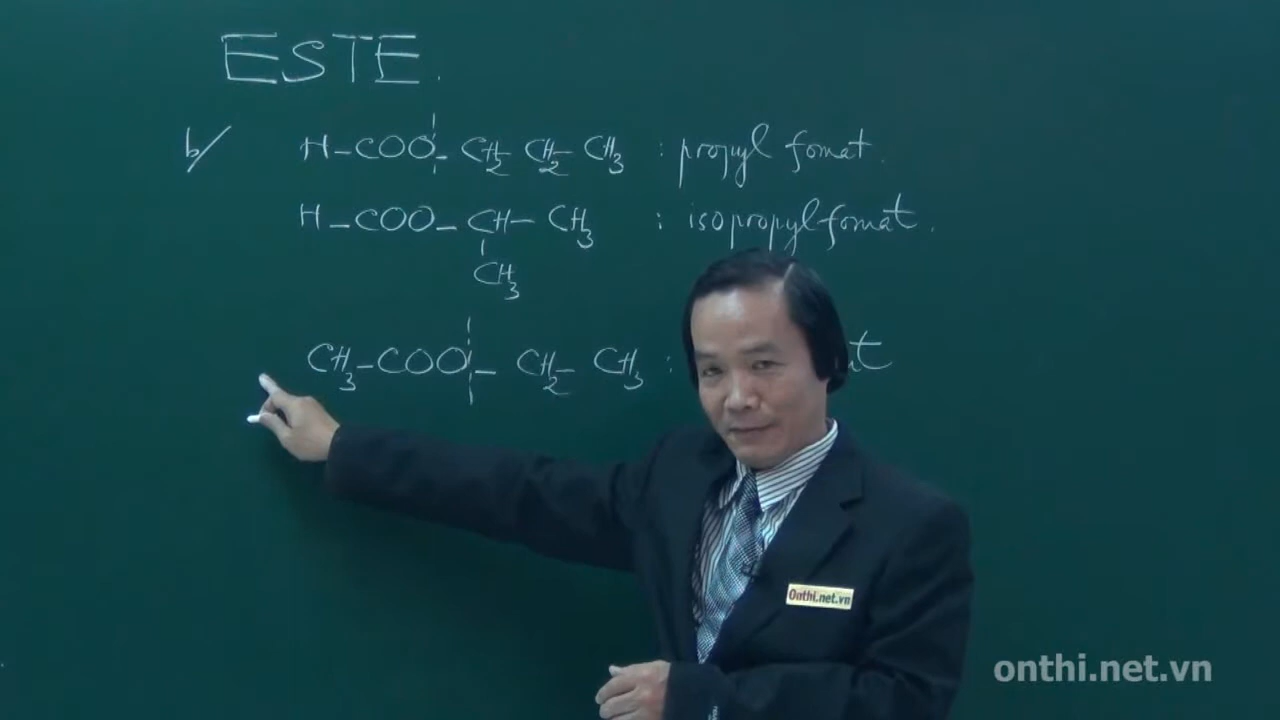 ESTE.
b/ H-COO-CH2-CH2-CH3 : propyl fomat.
H-COO-CH-CH3 : isopropyl fomat.
CH3
CH3-COO-CH2-CH3 :
Onthi.net.vn
onthi.net.vn